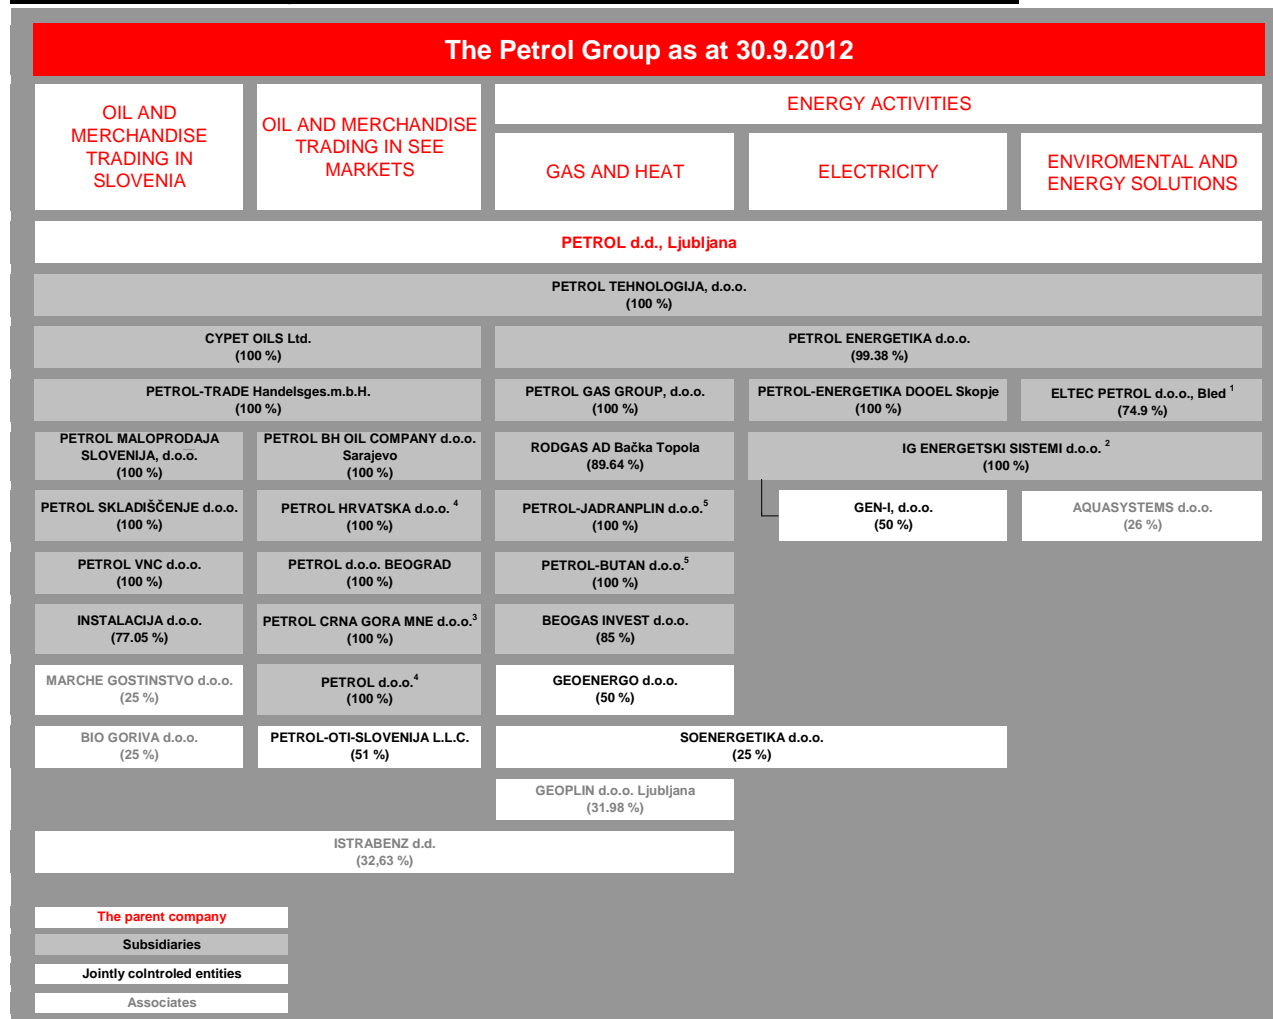 The Petrol Group as at 30.9.2012
OIL AND
MERCHANDISE
TRADING IN
SLOVENIA
OIL AND MERCHANDISE
TRADING IN SEE
MARKETS
ENERGY ACTIVITIES
GAS AND HEAT
ELECTRICITY
ENVIROMENTAL AND
ENERGY SOLUTIONS
PETROL d.d., Ljubljana
PETROL TEHNOLOGIJA, d.o.o.
(100 %)
CYPET OILS Ltd.
(100 %)
PETROL ENERGETIKA d.o.o.
(99.38 %)
PETROL-TRADE Handelsges.m.b.H.
(100 %)
PETROL GAS GROUP, d.o.o.
(100 %)
PETROL-ENERGETIKA DOOEL Skopje
(100 %)
ELTEC PETROL d.o.o., Bled ¹
(74.9 %)
PETROL MALOPRODAJA
SLOVENIJA, d.o.o.
(100 %)
PETROL BH OIL COMPANY d.o.o.
Sarajevo
(100 %)
RODGAS AD Bačka Topola
(89.64 %)
IG ENERGETSKI SISTEMI d.o.o. ²
(100 %)
PETROL SKLADIŠČENJE d.o.o.
(100 %)
PETROL HRVATSKA d.o.o. ⁴
(100 %)
PETROL-JADRANPLIN d.o.o.⁵
(100 %)
GEN-I, d.o.o.
(50 %)
AQUASYSTEMS d.o.o.
(26 %)
PETROL VNC d.o.o.
(100 %)
PETROL d.o.o. BEOGRAD
(100 %)
PETROL-BUTAN d.o.o.⁵
(100 %)
INSTALACIJA d.o.o.
(77.05 %)
PETROL CRNA GORA MNE d.o.o.³
(100 %)
BEOGAS INVEST d.o.o.
(85 %)
MARCHE GOSTINSTVO d.o.o.
(25 %)
PETROL d.o.o.⁴
(100 %)
GEOENERGO d.o.o.
(50 %)
BIO GORIVA d.o.o.
(25 %)
PETROL-OTI-SLOVENIJA L.L.C.
(51 %)
SOENERGETIKA d.o.o.
(25 %)
GEOPLIN d.o.o. Ljubljana
(31.98 %)
ISTRABENZ d.d.
(32,63 %)
The parent company
Subsidiaries
Jointly colntroled entities
Associates